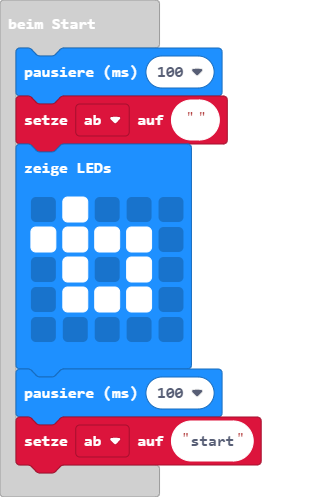 beim Start
pausiere (ms) 100
setze ab auf " "
zeige LEDs
pausiere (ms) 100
setze ab auf "start"